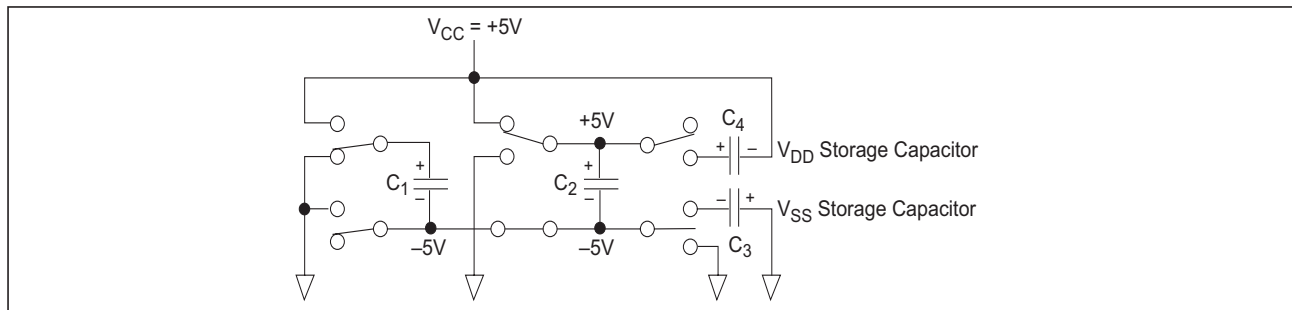 V_CC = +5V
+5V
C_4
+ –
V_DD Storage Capacitor
+
C_1
–
+
C_2
–
– +
V_SS Storage Capacitor
–5V
–5V
C_3